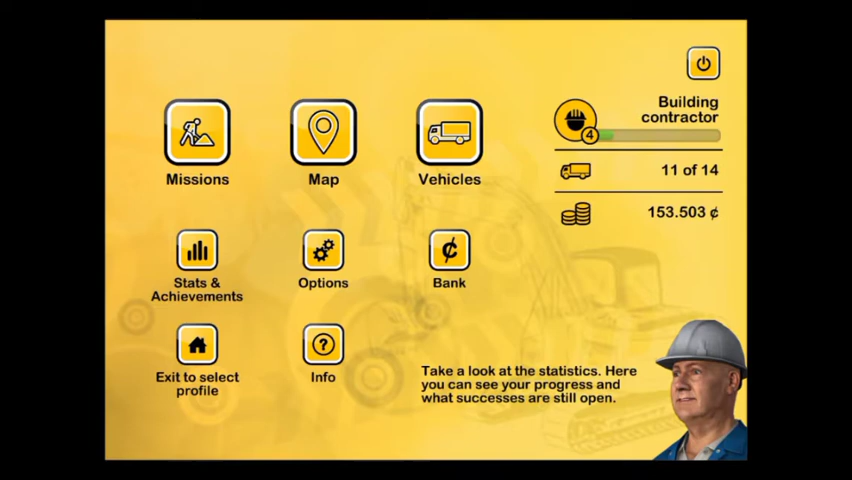 Building
contractor
4
11 of 14
153.503 ¢
Missions
Map
Vehicles
Stats &
Achievements
Options
¢
Bank
Exit to select
profile
?
Info
Take a look at the statistics. Here
you can see your progress and
what successes are still open.